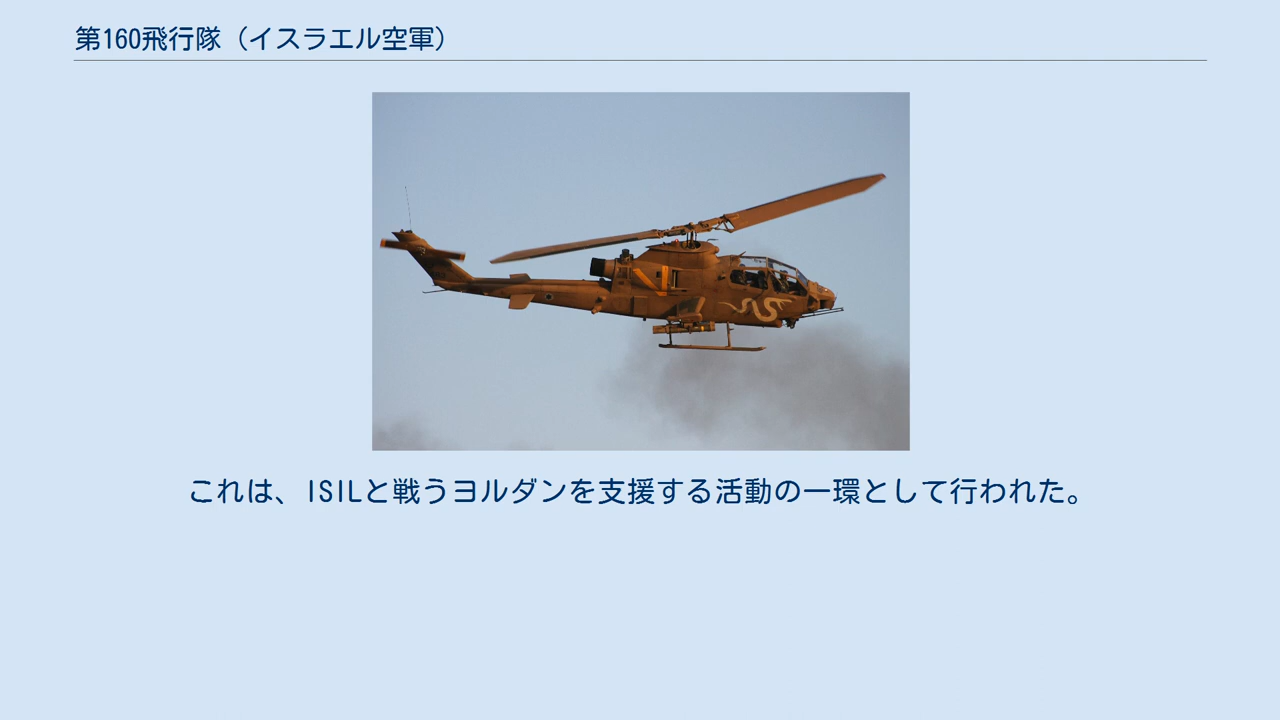 第160飛行隊（イスラエル空軍）
これは、ISILと戦うヨルダンを支援する活動の一環として行われた。